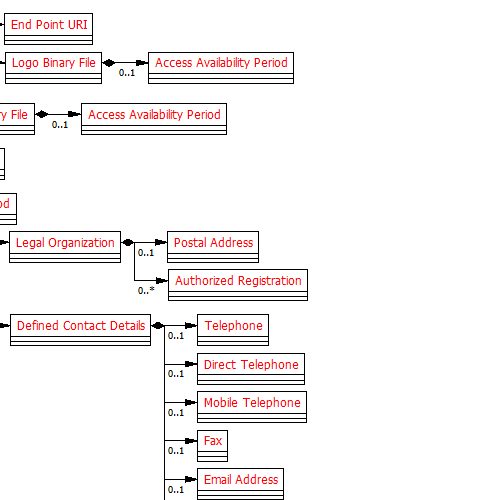 End Point URI
Logo Binary File
0..1
Access Availability Period
y File
0..1
Access Availability Period
od
Legal Organization
0..1
Postal Address
0..*
Authorized Registration
Defined Contact Details
0..1
Telephone
0..1
Direct Telephone
0..1
Mobile Telephone
0..1
Fax
0..1
Email Address